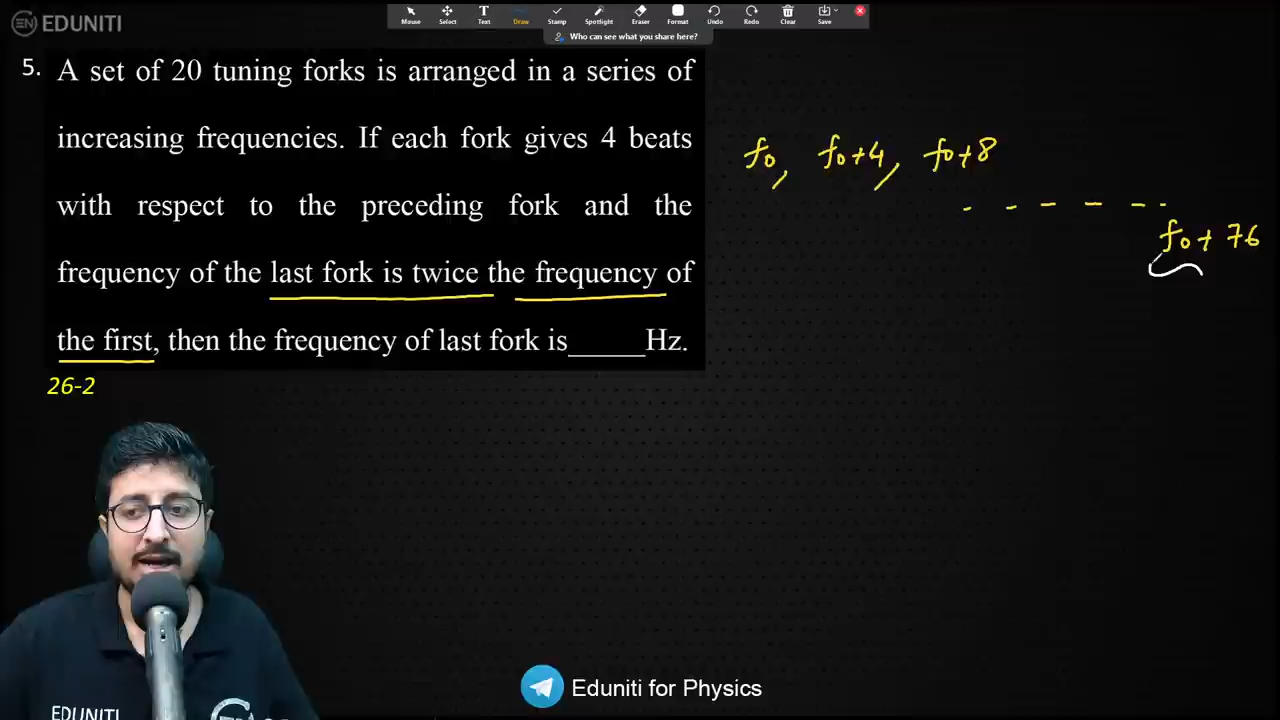 EN EDUNITI
Mouse Select Text Draw Stamp Spotlight Eraser Format Undo Redo Clear Save
Who can see what you share here?
5. A set of 20 tuning forks is arranged in a series of
increasing frequencies. If each fork gives 4 beats
with respect to the preceding fork and the
frequency of the last fork is twice the frequency of
the first, then the frequency of last fork is_____Hz.
26-2
f0, f0+4, f0+8
- - - - - -
f0+76
EDUNITI
Eduniti for Physics